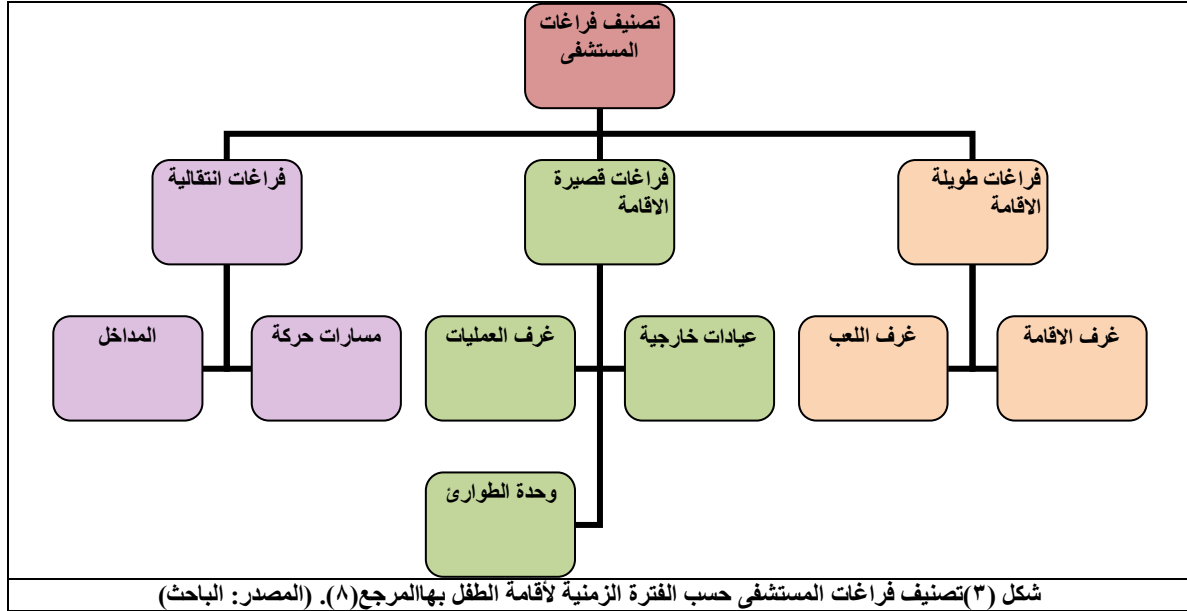 تصنيف فراغات
المستشفى
فراغات طويلة
الاقامة
فراغات قصيرة
الاقامة
فراغات انتقالية
غرف الاقامة
غرف اللعب
عيادات خارجية
غرف العمليات
مسارات حركة
المداخل
وحدة الطوارئ
شكل (٣)تصنيف فراغات المستشفى حسب الفترة الزمنية لأقامة الطفل بهاالمرجع(٨). (المصدر: الباحث)